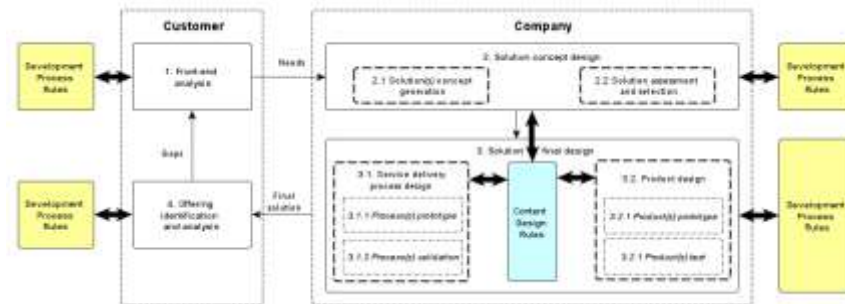 Customer
Company
Development
Process
Rules
1. Front-end
analysis
Needs
2. Solution concept design
2.1 Solution(s) concept
generation
2.2 Solution assessment
and selection
Development
Process
Rules
Gaps
3. Solution final design
3.1. Service delivery
process design
3.1.1 Process(s) prototype
3.1.2 Process(s) validation
Content
Design
Rules
3.2. Product design
3.2.1 Product(s) prototype
3.2.1 Product(s) test
Development
Process
Rules
Development
Process
Rules
4. Offering
identification
and analysis
Final
solution